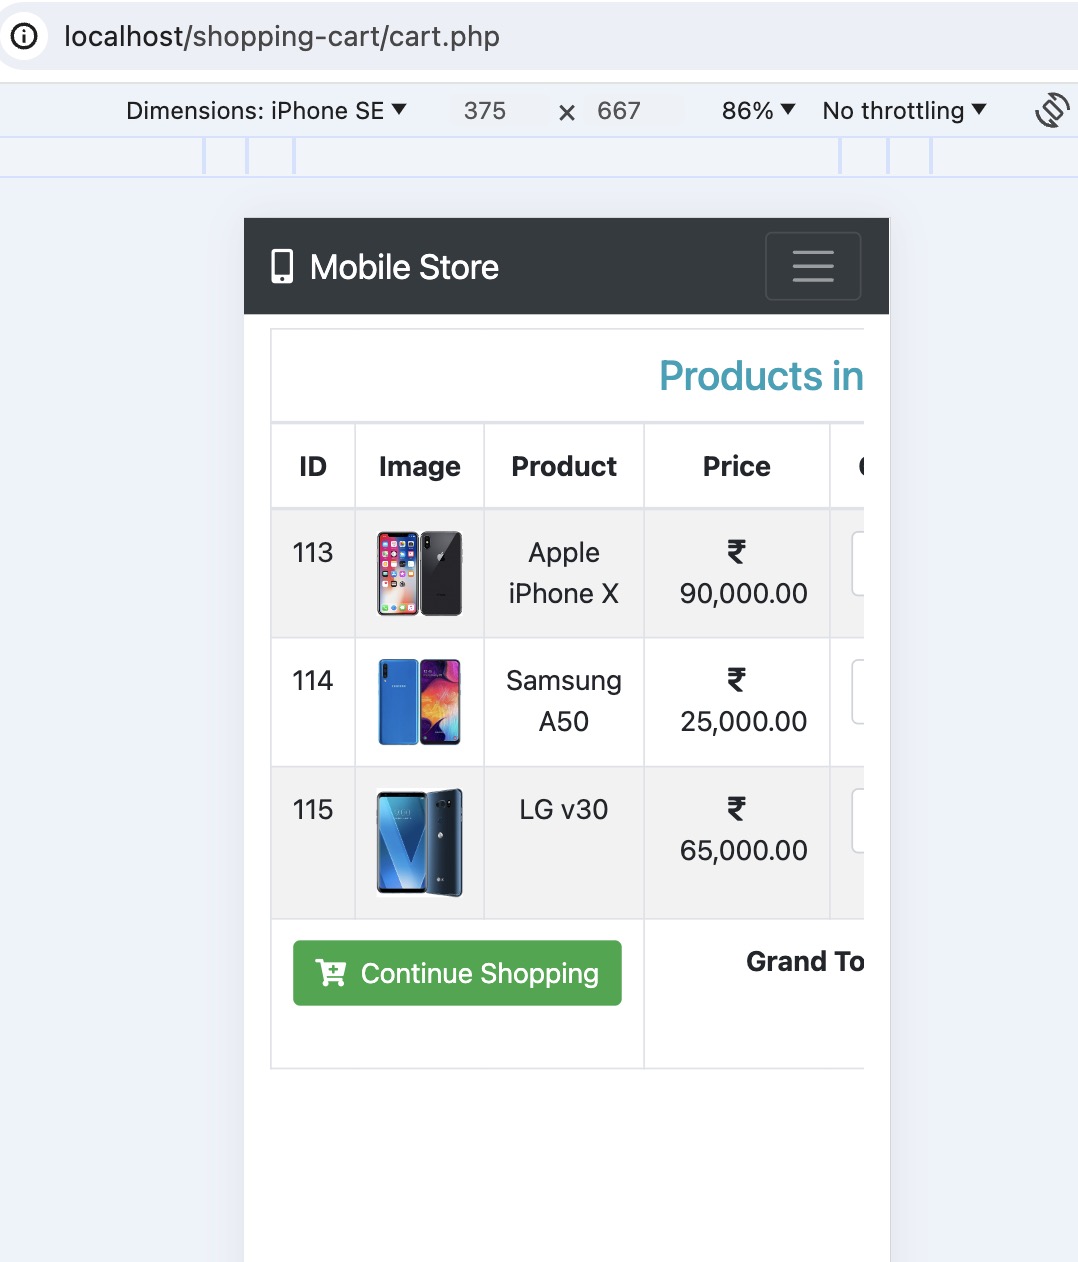 localhost/shopping-cart/cart.php
Dimensions: iPhone SE 375 x 667 86% No throttling
Mobile Store
Products in
ID Image Product Price
113 Apple iPhone X ₹ 90,000.00
114 Samsung A50 ₹ 25,000.00
115 LG v30 ₹ 65,000.00
Continue Shopping Grand To